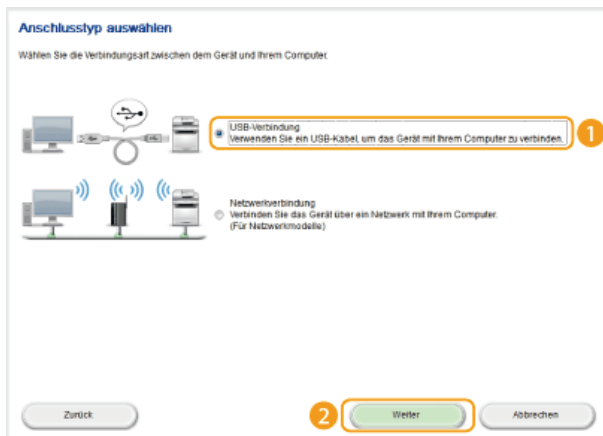 Anschlusstyp auswählen
Wählen Sie die Verbindungsart zwischen dem Gerät und Ihrem Computer.
USB-Verbindung
Verwenden Sie ein USB-Kabel, um das Gerät mit Ihrem Computer zu verbinden.
1
Netzwerkverbindung
Verbinden Sie das Gerät über ein Netzwerk mit Ihrem Computer.
(Für Netzwerkmodelle)
Zurück
2
Weiter
Abbrechen